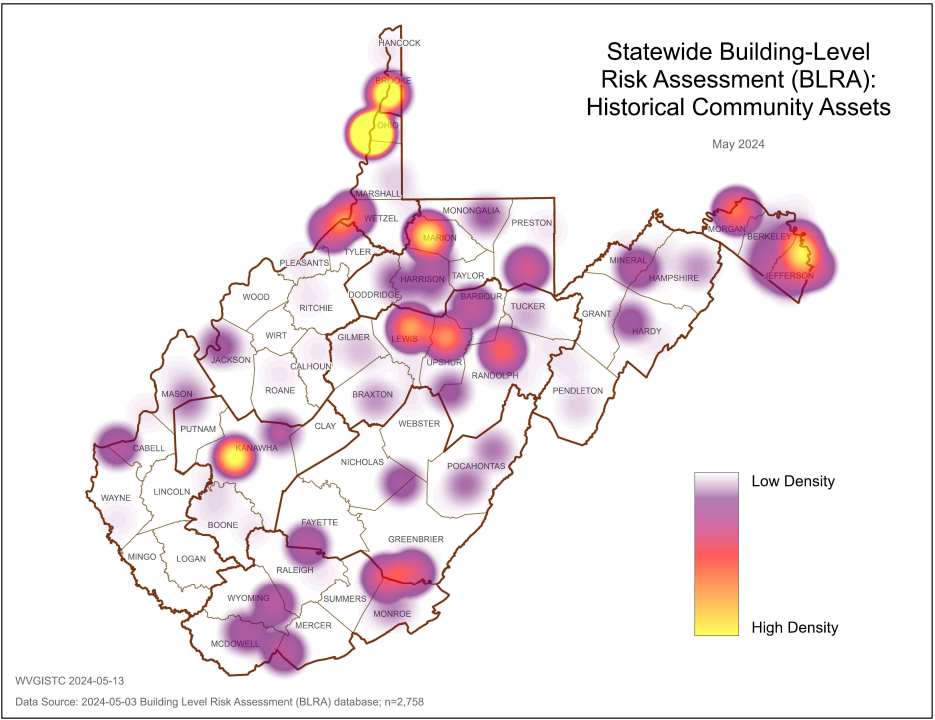 Statewide Building-Level
Risk Assessment (BLRA):
Historical Community Assets
May 2024
HANCOCK
BROOKE
OHIO
MARSHALL
WETZEL
MONONGALIA
PRESTON
MARION
TYLER
PLEASANTS
MORGAN
BERKELEY
JEFFERSON
MINERAL
HAMPSHIRE
HARRISON
TAYLOR
DODDRIDGE
WOOD
RITCHIE
BARBOUR
TUCKER
GRANT
HARDY
WIRT
GILMER
LEWIS
UPSHUR
JACKSON
CALHOUN
RANDOLPH
ROANE
BRAXTON
PENDLETON
MASON
PUTNAM
CLAY
WEBSTER
CABELL
KANAWHA
NICHOLAS
POCAHONTAS
WAYNE
LINCOLN
BOONE
FAYETTE
GREENBRIER
MINGO
LOGAN
RALEIGH
WYOMING
SUMMERS
MONROE
MERCER
MCDOWELL
Low Density
High Density
WVGISTC 2024-05-13
Data Source: 2024-05-03 Building Level Risk Assessment (BLRA) database; n=2,758